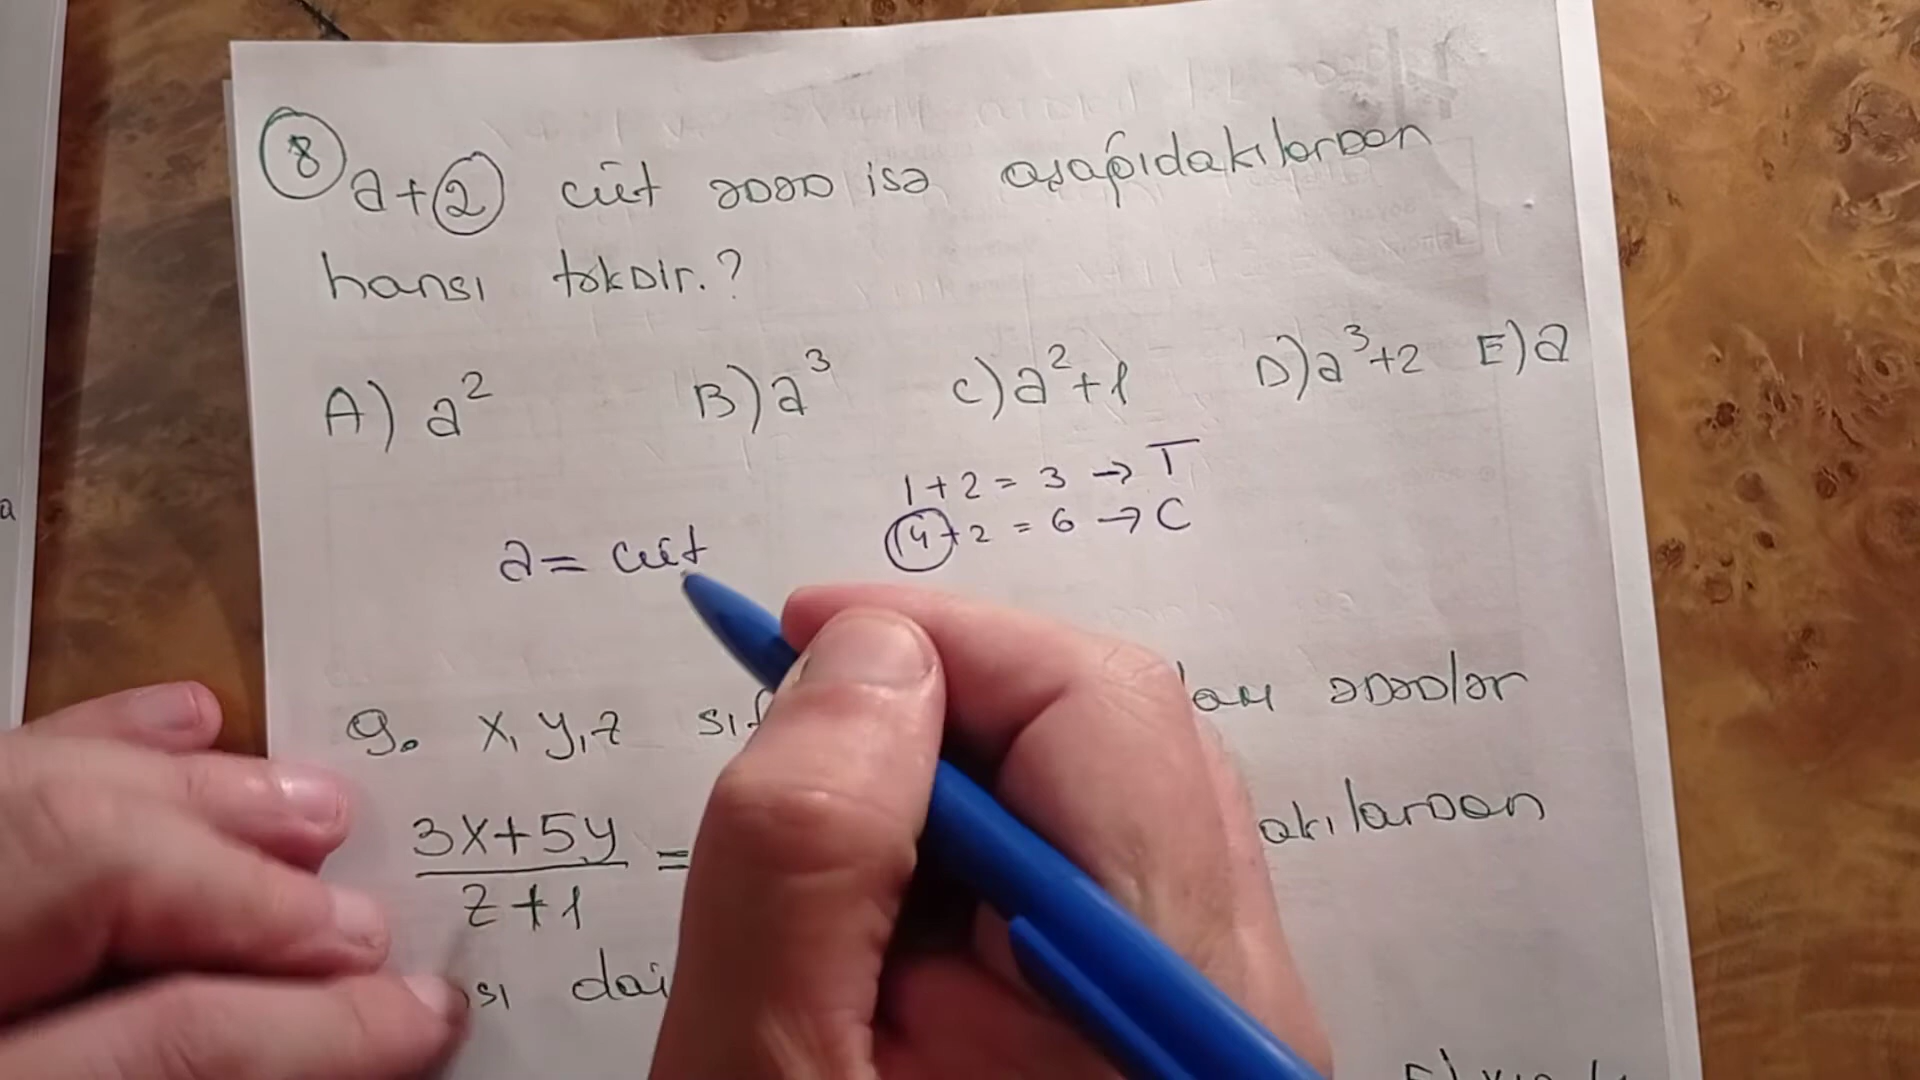 8 a+2 cüt ədəd isə aşağıdakılardan
hansı təkdir.?
A) a² B) a³ C) a²+1 D) a³+2 E) a
1+2 = 3 → T
4+2 = 6 → C
a = cüt
9. x, y, z ədədlər
3x+5y
z+1
=